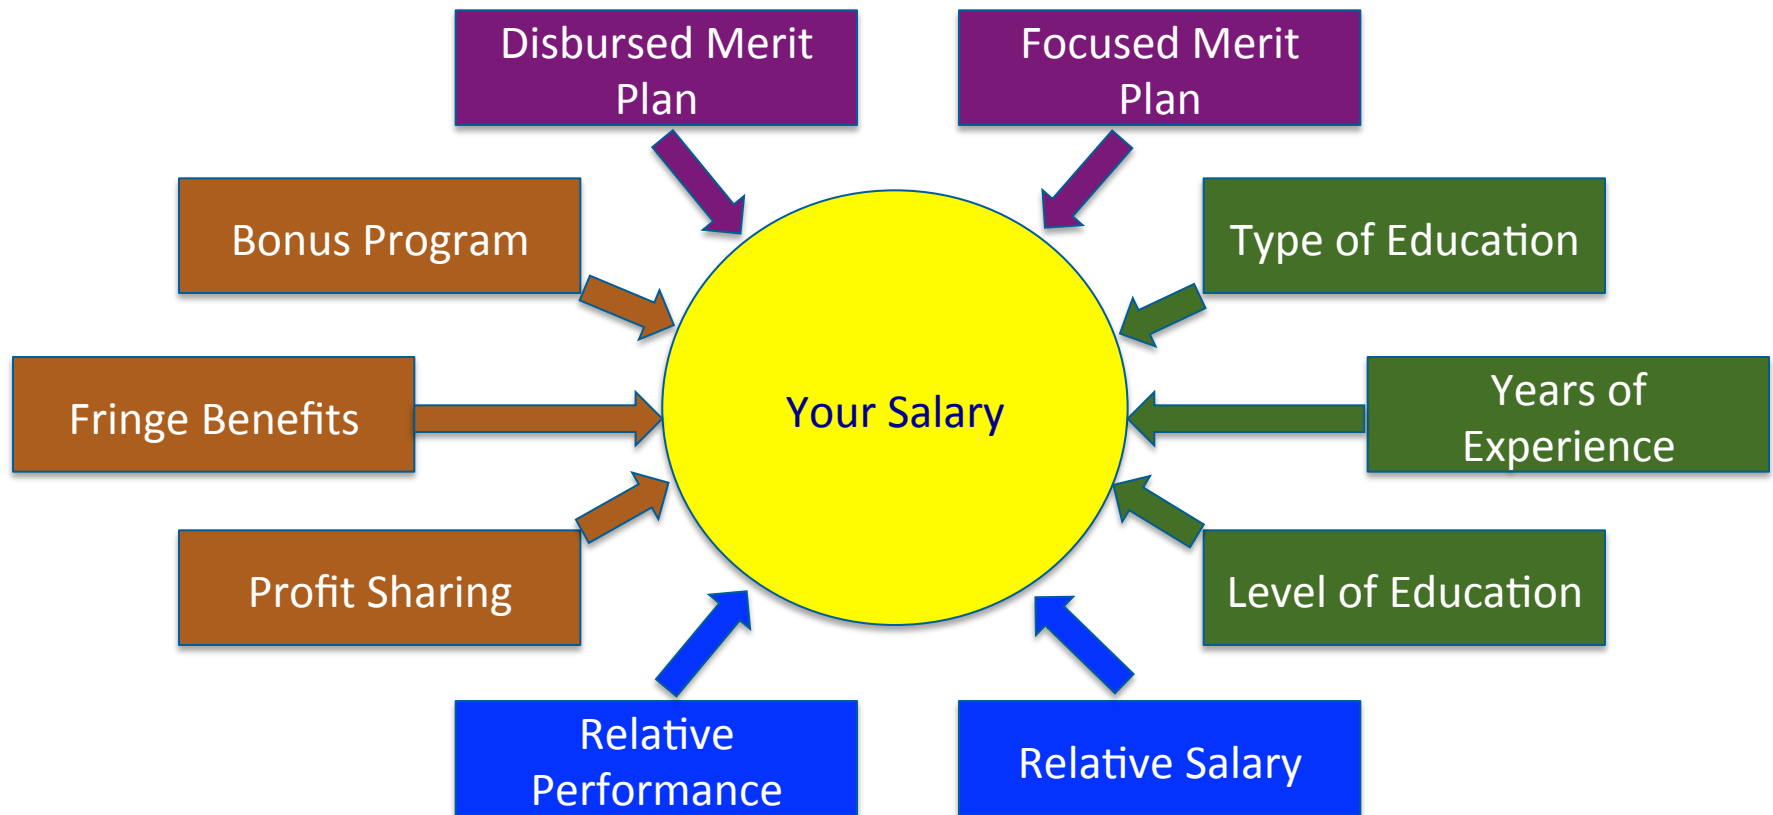 Disbursed Merit
Plan
Focused Merit
Plan
Bonus Program
Type of Education
Fringe Benefits
Your Salary
Years of
Experience
Profit Sharing
Level of Education
Relative
Performance
Relative Salary